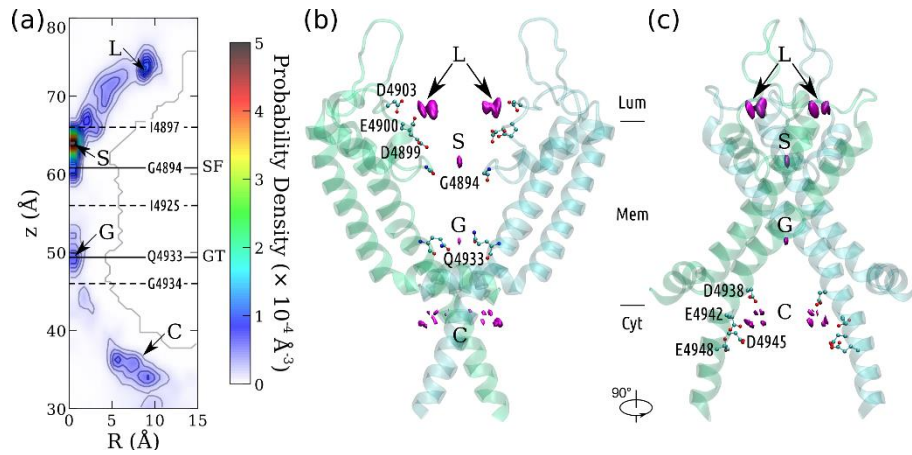 (a)
80
70
60
50
40
30
z (Å)
0
5
10
15
R (Å)
L
S
G
C
I4897
G4894
SF
I4925
Q4933
GT
G4934
5
4
3
2
1
0
Probability Density (× 10⁻⁴ Å⁻³)
(b)
L
D4903
E4900
S
D4899
G4894
G
Q4933
C
Lum
Mem
Cyt
90°
(c)
L
S
G
D4938
E4942
C
E4948
D4945